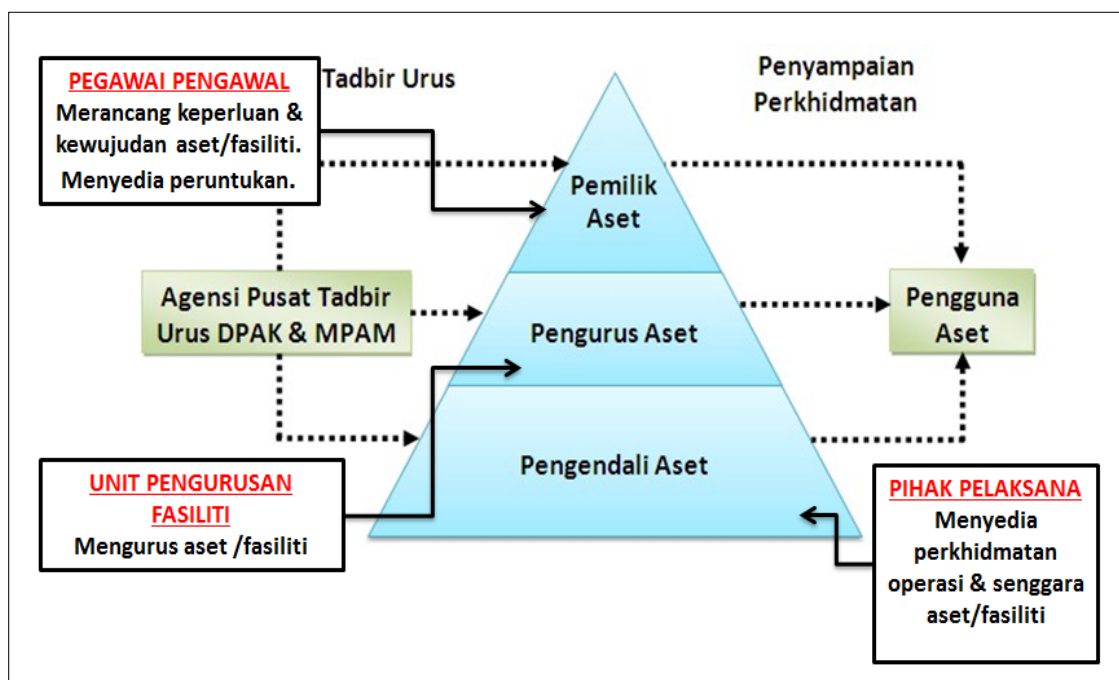 PEGAWAI PENGAWAL
Merancang keperluan &
kewujudan aset/fasiliti.
Menyedia peruntukan.
Tadbir Urus
Penyampaian
Perkhidmatan
Pemilik
Aset
Agensi Pusat Tadbir
Urus DPAK & MPAM
Pengurus Aset
Pengguna
Aset
Pengendali Aset
UNIT PENGURUSAN
FASILITI
Mengurus aset /fasiliti
PIHAK PELAKSANA
Menyedia
perkhidmatan
operasi & senggara
aset/fasiliti